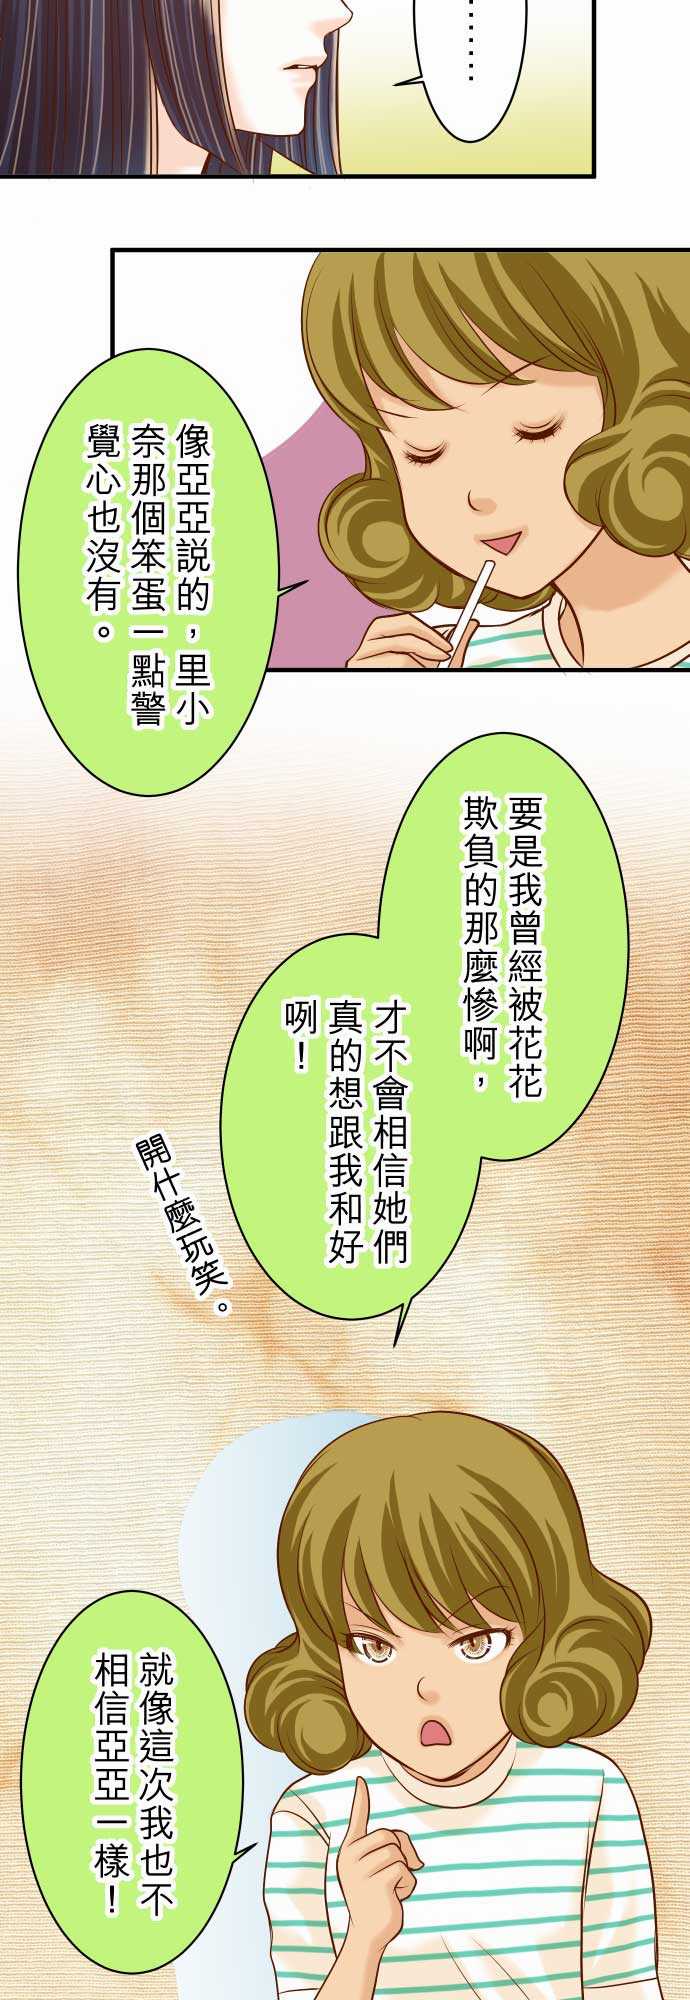 ………
像亞亞說的，里小
奈那個笨蛋一點警
覺心也沒有。
要是我曾經被花花
欺負的那麼慘啊，
才不會相信她們
真的想跟我和好
咧！
開什麼玩笑。
就像這次我也不
相信亞亞一樣！